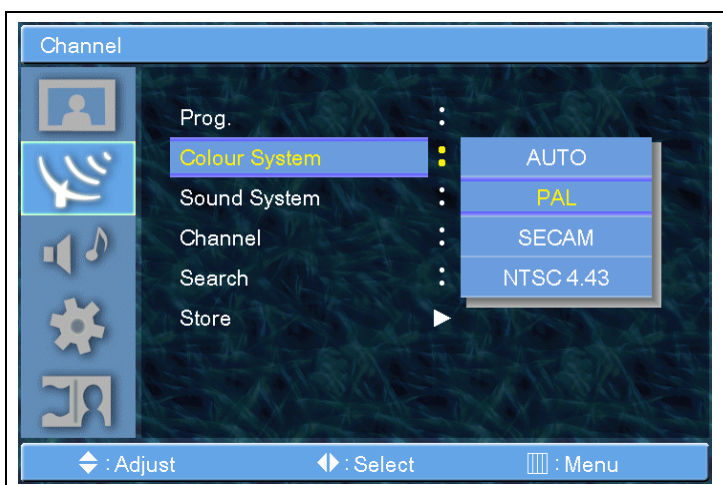 Channel
Prog. :
Colour System : AUTO
PAL
Sound System :
Channel : SECAM
Search : NTSC 4.43
Store
: Adjust : Select : Menu